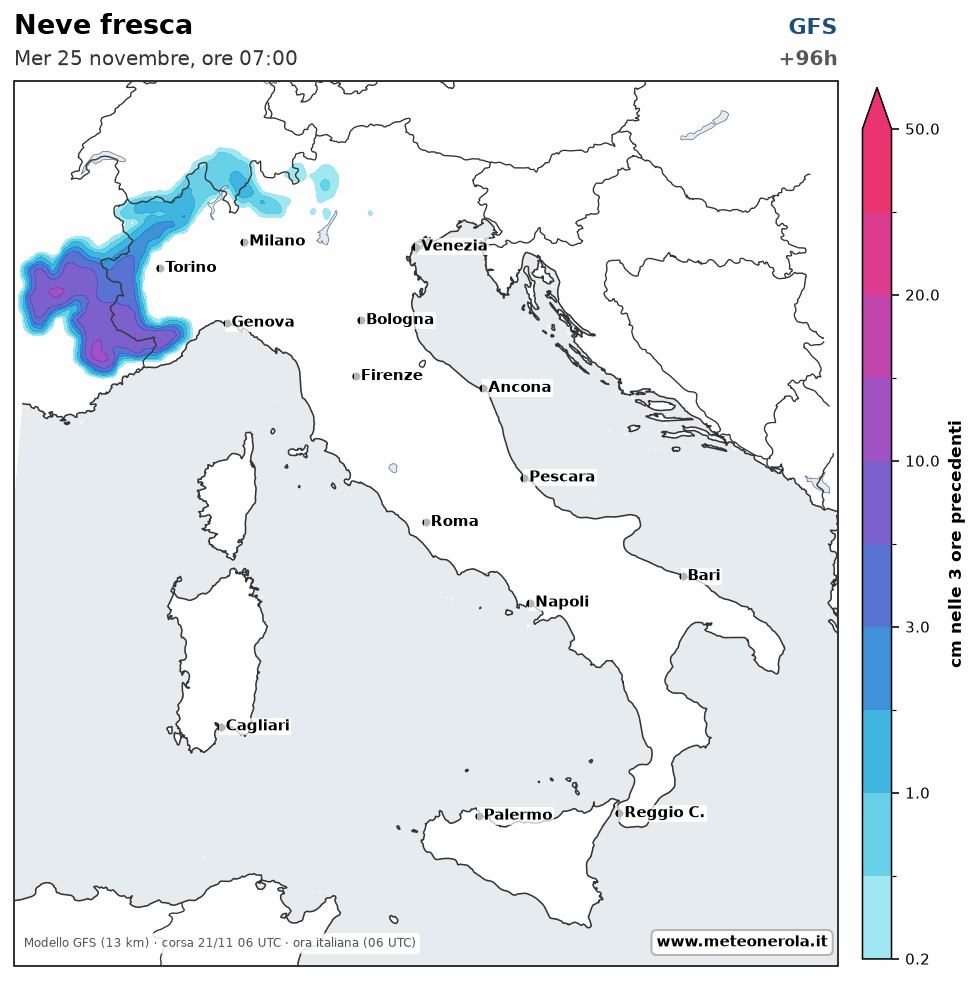 Neve fresca
GFS
Mer 25 novembre, ore 07:00
+96h
50.0
20.0
10.0
3.0
1.0
0.2
cm nelle 3 ore precedenti
Milano
Venezia
Torino
Genova
Bologna
Firenze
Ancona
Pescara
Roma
Bari
Napoli
Cagliari
Palermo
Reggio C.
Modello GFS (13 km) · corsa 21/11 06 UTC · ora italiana (06 UTC)
www.meteonerola.it